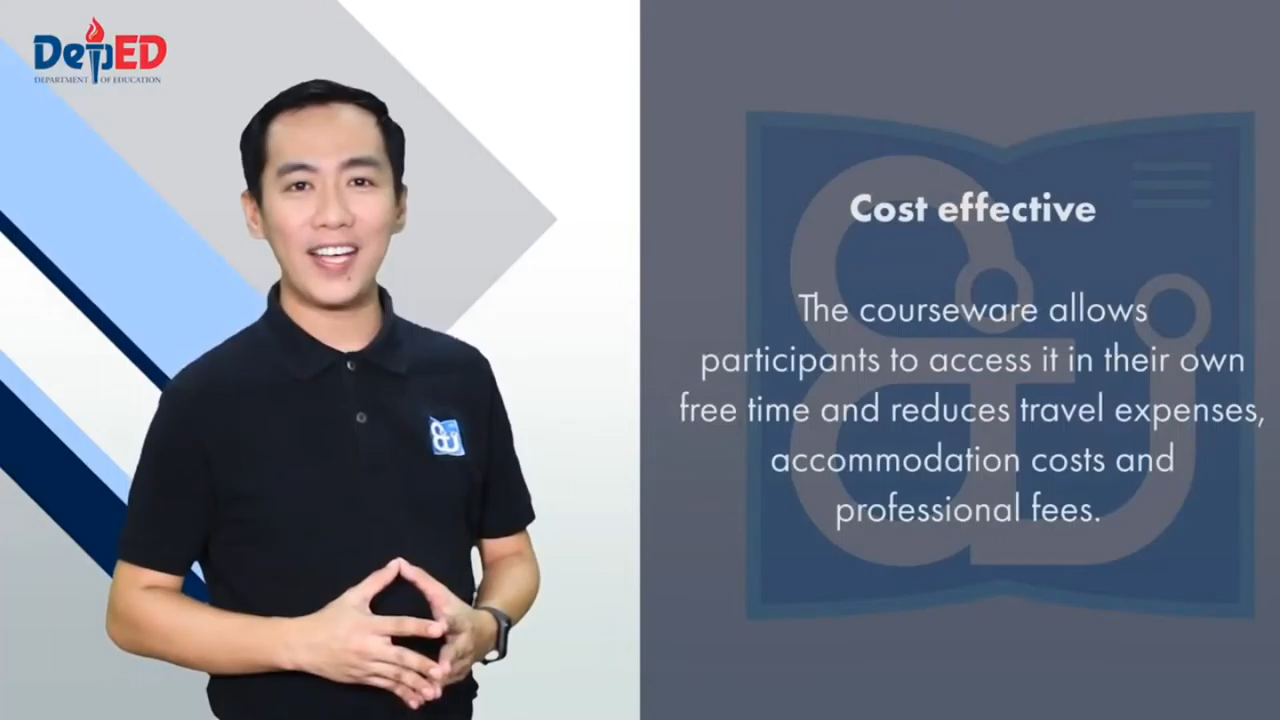 DepED
DEPARTMENT OF EDUCATION
Cost effective
The courseware allows
participants to access it in their own
free time and reduces travel expenses,
accommodation costs and
professional fees.